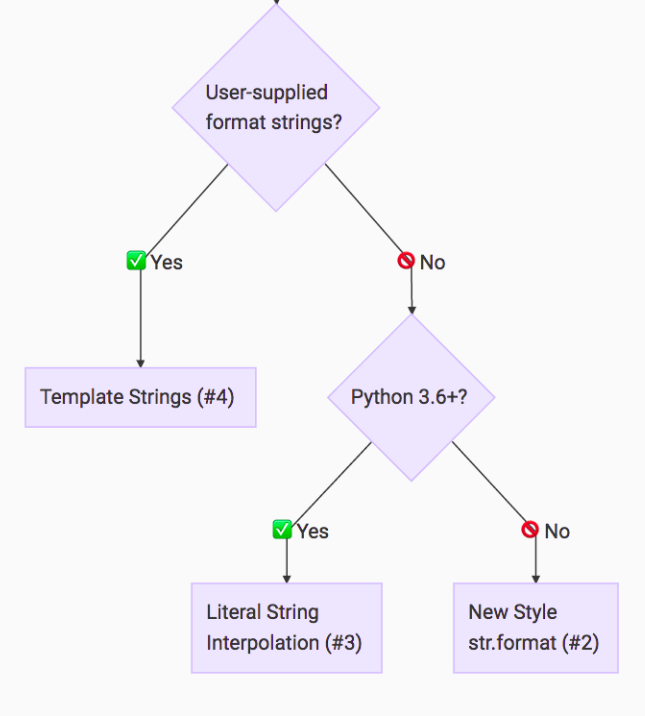 User-supplied
format strings?
Yes
No
Template Strings (#4)
Python 3.6+?
Yes
No
Literal String
Interpolation (#3)
New Style
str.format (#2)